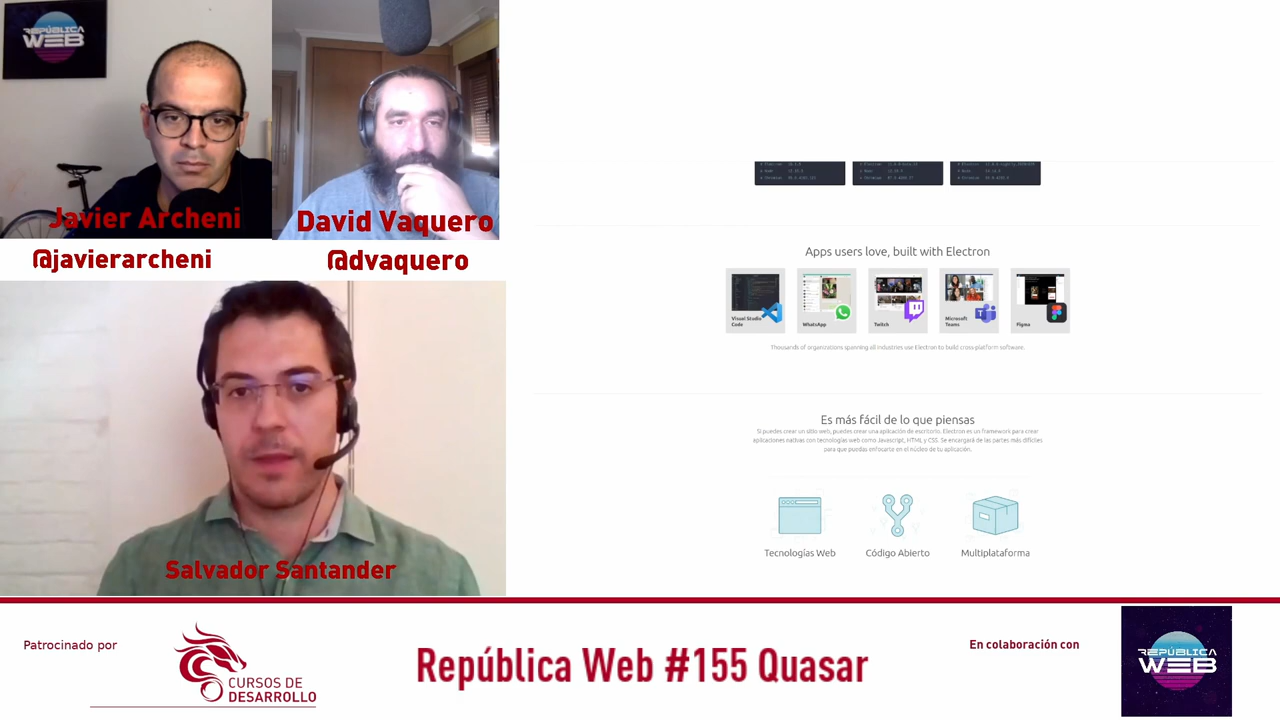 REPÚBLICA
WEB
Javier Archeni
David Vaquero
@javierarcheni
@dvaquero
Salvador Santander
Apps users love, built with Electron
Visual Studio
Code
WhatsApp
Twitch
Microsoft
Teams
Figma
Thousands of organizations spanning all industries use Electron to build cross-platform software.
Es más fácil de lo que piensas
Si puedes crear un sitio web, puedes crear una aplicación de escritorio. Electron es un framework para crear
aplicaciones nativas con tecnologías web como Javascript, HTML y CSS. Se encargará de las partes más difíciles
para que puedas enfocarte en el núcleo de tu aplicación.
Tecnologías Web
Código Abierto
Multiplataforma
Patrocinado por
CURSOS DE
DESARROLLO
República Web #155 Quasar
En colaboración con
REPÚBLICA
WEB